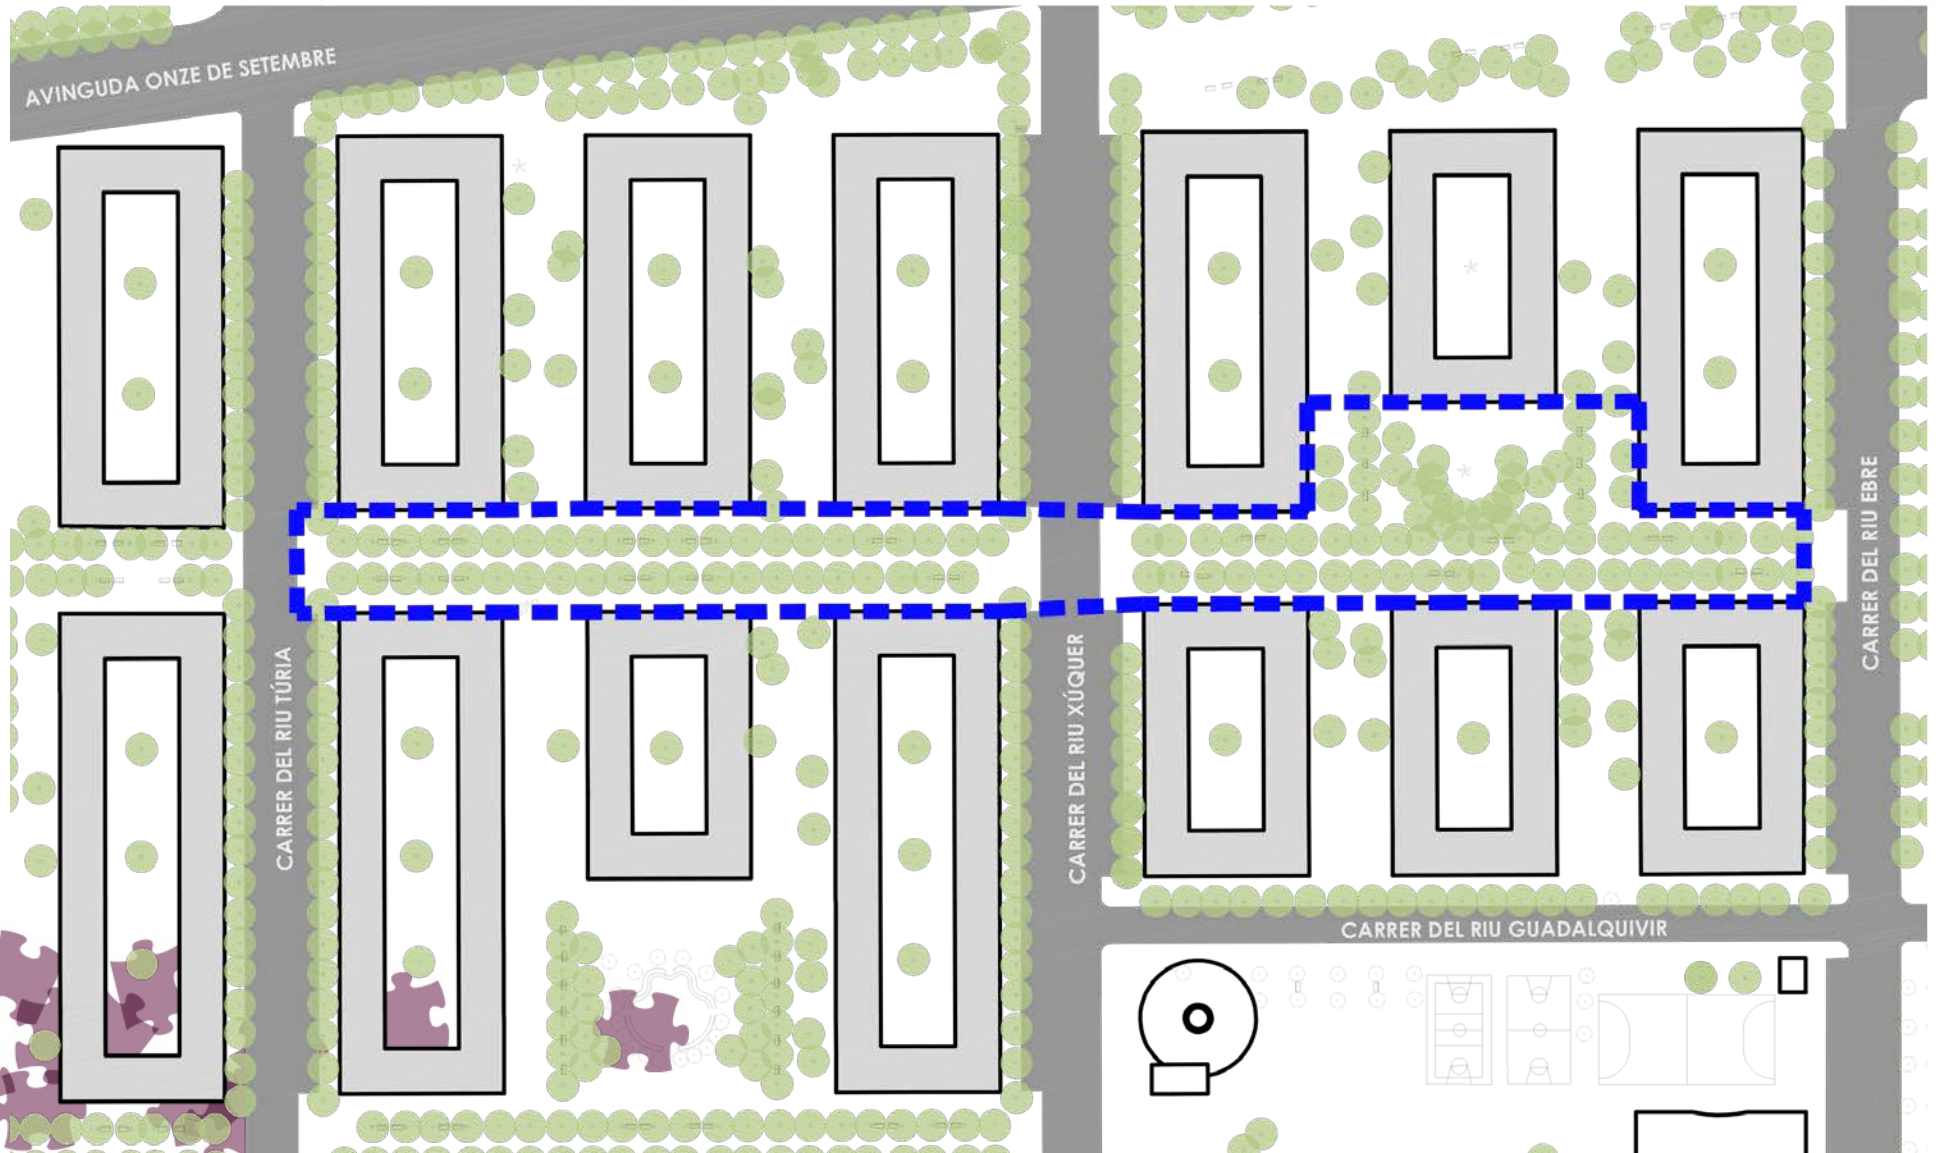 AVINGUDA ONZE DE SETEMBRE
CARRER DEL RIU TÚRIA
CARRER DEL RIU XÚQUER
CARRER DEL RIU EBRE
CARRER DEL RIU GUADALQUIVIR